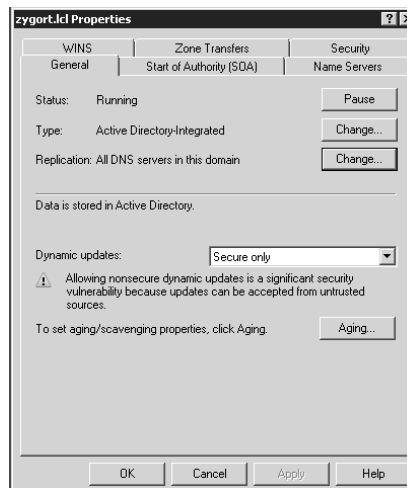 zygort.lcl Properties
WINS Zone Transfers Security
General Start of Authority (SOA) Name Servers
Status: Running Pause
Type: Active Directory-Integrated Change...
Replication: All DNS servers in this domain Change...
Data is stored in Active Directory.
Dynamic updates: Secure only
Allowing nonsecure dynamic updates is a significant security
vulnerability because updates can be accepted from untrusted
sources.
To set aging/scavenging properties, click Aging. Aging...
OK Cancel Apply Help